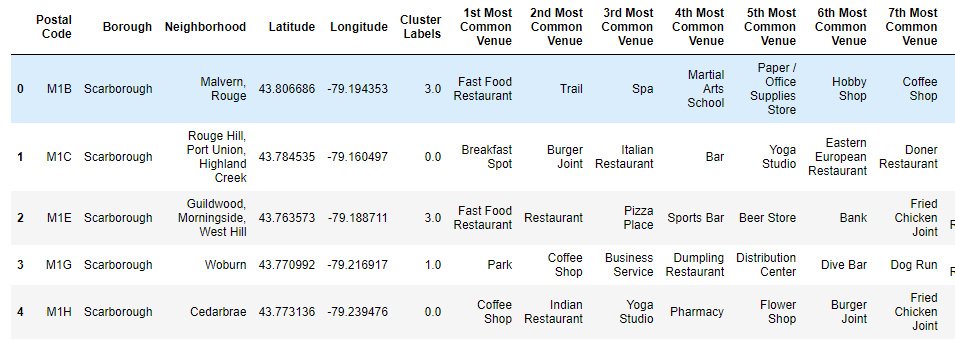 Postal Code Borough Neighborhood Latitude Longitude Cluster Labels 1st Most Common Venue 2nd Most Common Venue 3rd Most Common Venue 4th Most Common Venue 5th Most Common Venue 6th Most Common Venue 7th Most Common Venue
0 M1B Scarborough Malvern, Rouge 43.806686 -79.194353 3.0 Fast Food Restaurant Trail Spa Martial Arts School Paper / Office Supplies Store Hobby Shop Coffee Shop
1 M1C Scarborough Rouge Hill, Port Union, Highland Creek 43.784535 -79.160497 0.0 Breakfast Spot Burger Joint Italian Restaurant Bar Yoga Studio Eastern European Restaurant Doner Restaurant
2 M1E Scarborough Guildwood, Morningside, West Hill 43.763573 -79.188711 3.0 Fast Food Restaurant Restaurant Pizza Place Sports Bar Beer Store Bank Fried Chicken Joint
3 M1G Scarborough Woburn 43.770992 -79.216917 1.0 Park Coffee Shop Business Service Dumpling Restaurant Distribution Center Dive Bar Dog Run
4 M1H Scarborough Cedarbrae 43.773136 -79.239476 0.0 Coffee Shop Indian Restaurant Yoga Studio Pharmacy Flower Shop Burger Joint Fried Chicken Joint